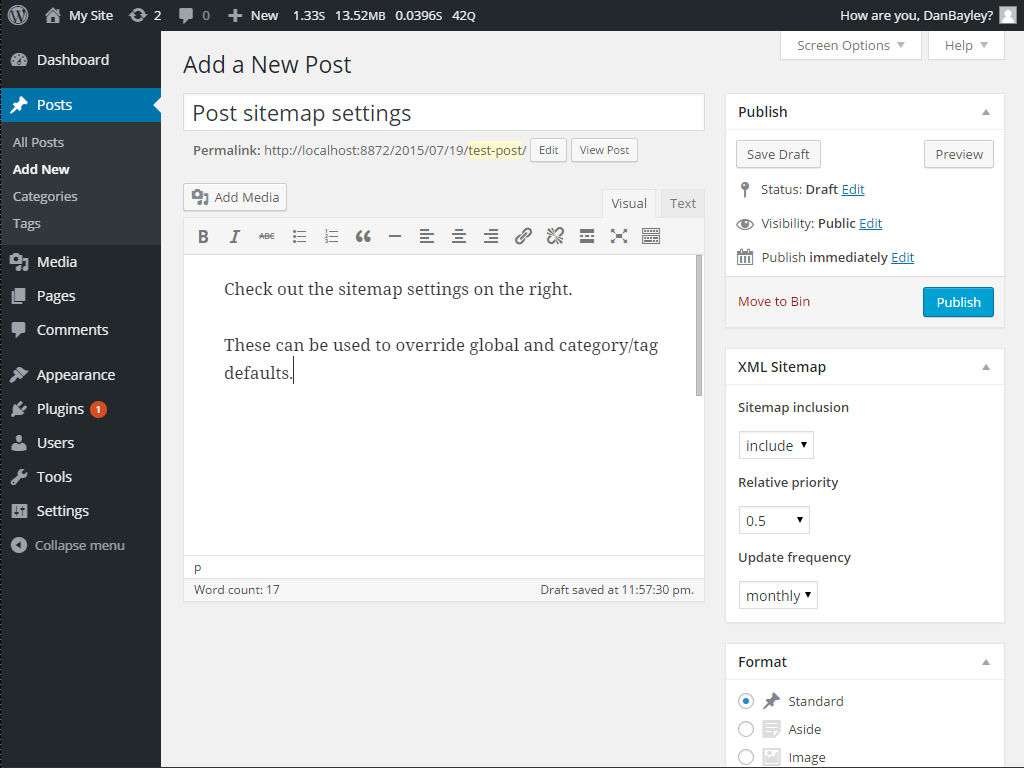 My Site 2 0 New 1.33S 13.52MB 0.0396S 42Q How are you, DanBayley?
Dashboard
Posts
All Posts
Add New
Categories
Tags
Media
Pages
Comments
Appearance
Plugins 1
Users
Tools
Settings
Collapse menu
Screen Options Help
Add a New Post
Post sitemap settings
Permalink: http://localhost:8872/2015/07/19/test-post/ Edit View Post
Add Media Visual Text
B I ABC
Check out the sitemap settings on the right.
These can be used to override global and category/tag
defaults.
p
Word count: 17 Draft saved at 11:57:30 pm.
Publish
Save Draft Preview
Status: Draft Edit
Visibility: Public Edit
Publish immediately Edit
Move to Bin Publish
XML Sitemap
Sitemap inclusion
include
Relative priority
0.5
Update frequency
monthly
Format
Standard
Aside
Image